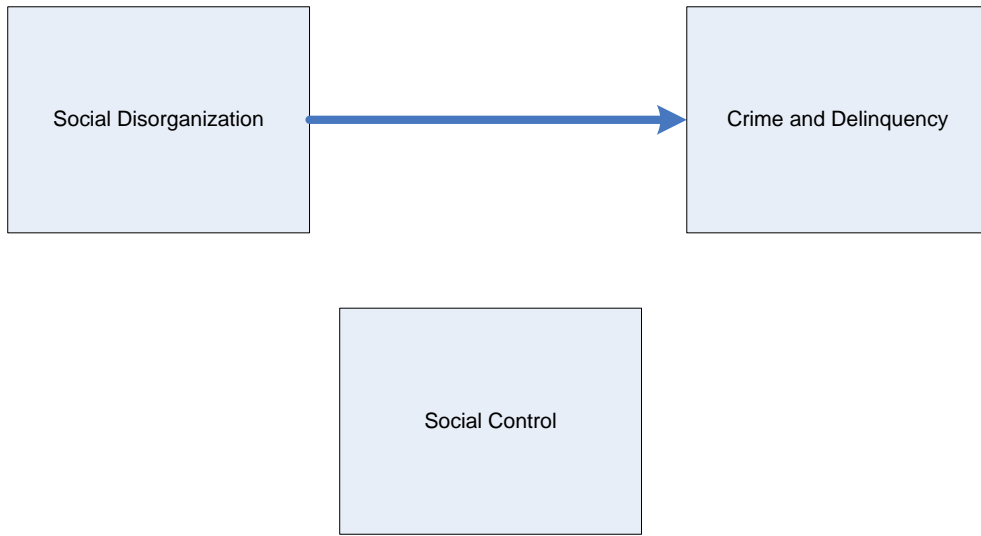 Social Disorganization
Crime and Delinquency
Social Control